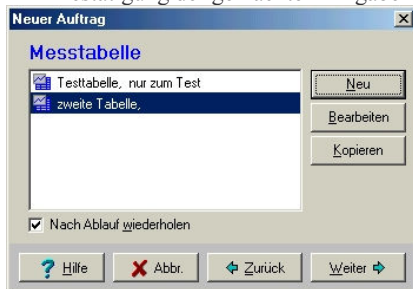 Neuer Auftrag
Messtabelle
Testtabelle, nur zum Test
zweite Tabelle,
Neu
Bearbeiten
Kopieren
Nach Ablauf wiederholen
? Hilfe
Abbr.
Zurück
Weiter